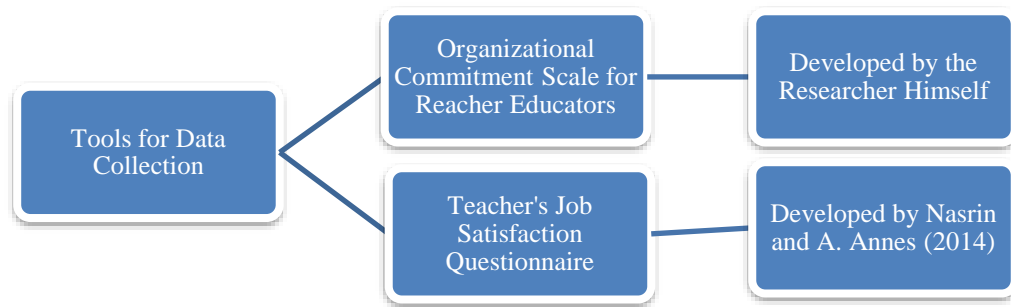 Tools for Data
Collection
Organizational
Commitment Scale for
Reacher Educators
Developed by the
Researcher Himself
Teacher's Job
Satisfaction
Questionnaire
Developed by Nasrin
and A. Annes (2014)